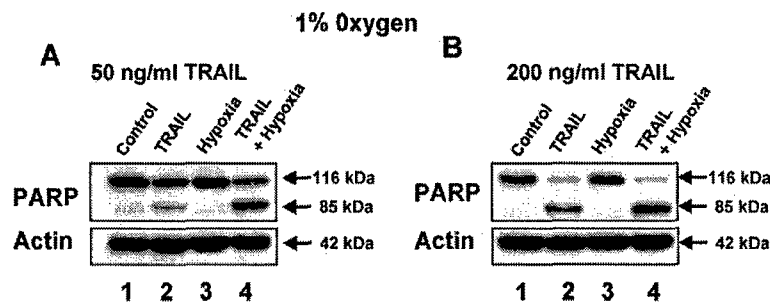 1% 0xygen
A
50 ng/ml TRAIL
Control
TRAIL
Hypoxia
TRAIL
+ Hypoxia
PARP
116 kDa
85 kDa
Actin
42 kDa
1 2 3 4
B
200 ng/ml TRAIL
Control
TRAIL
Hypoxia
TRAIL
+ Hypoxia
PARP
116 kDa
85 kDa
Actin
42 kDa
1 2 3 4